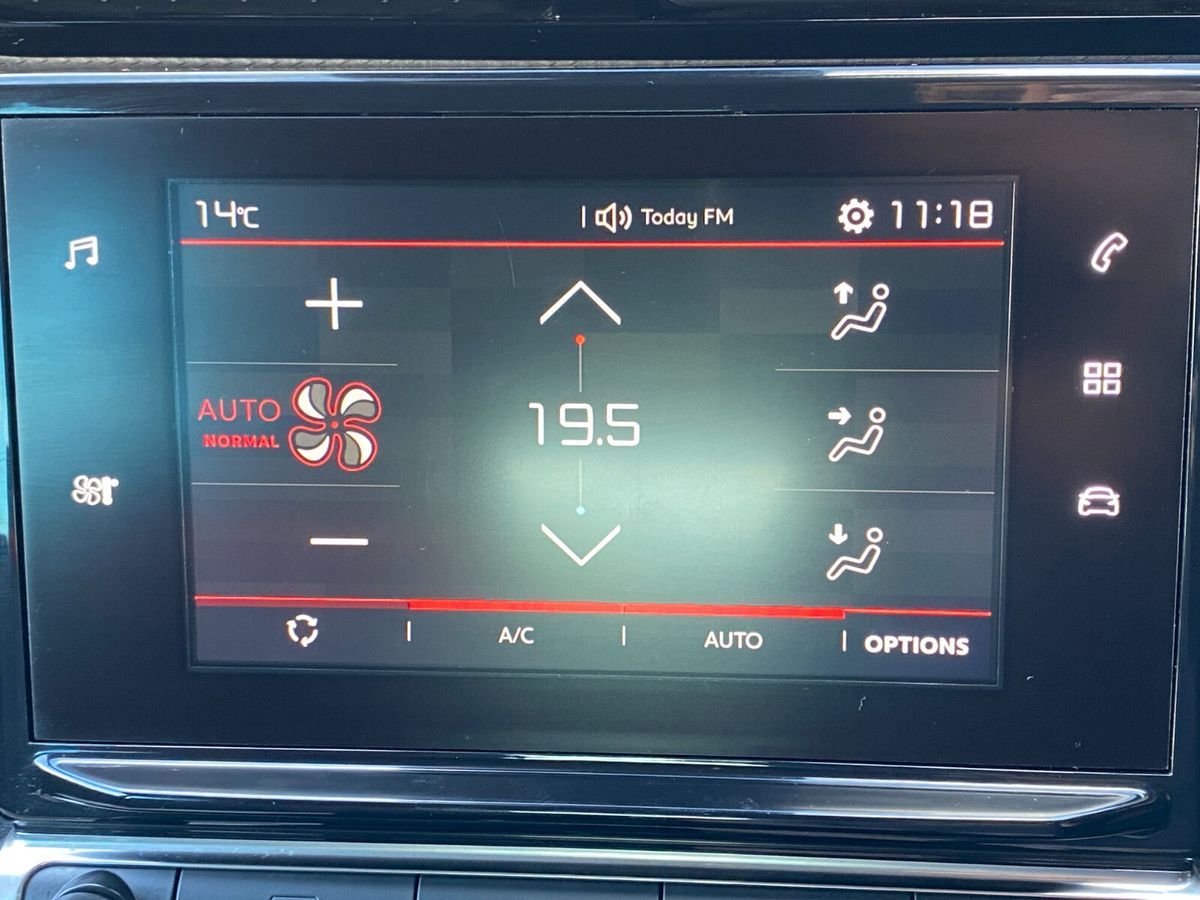 14°C
Today FM
11:18
AUTO
NORMAL
19.5
A/C
AUTO
OPTIONS